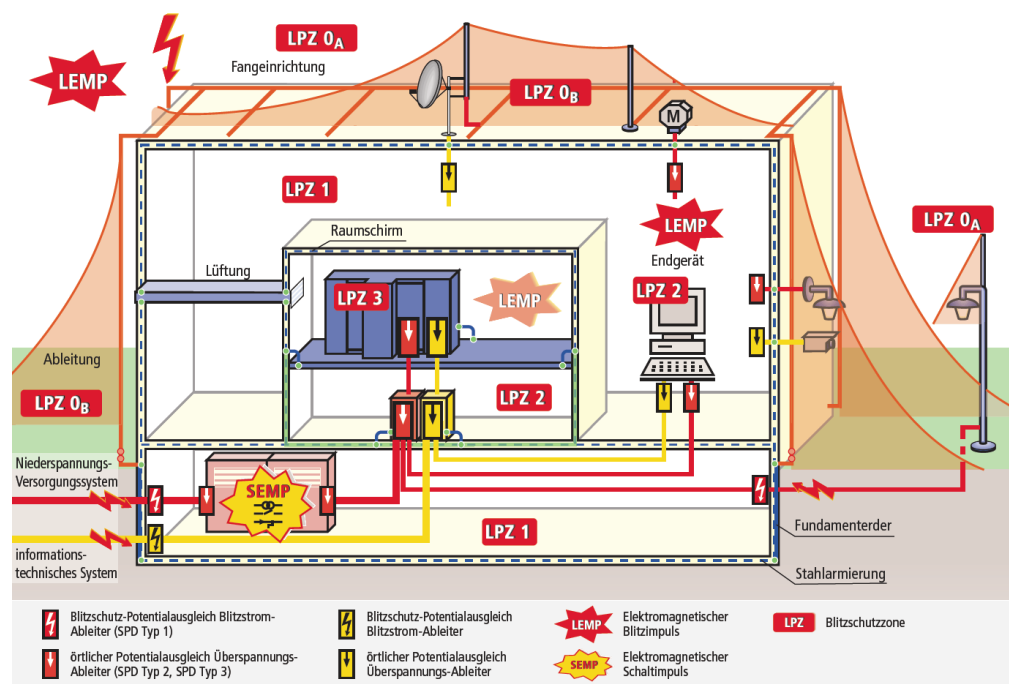 LPZ 0A
Fangeinrichtung
LEMP
LPZ 0B
M
LPZ 1
LEMP
LPZ 0A
Raumschirm
Endgerät
Lüftung
LPZ 3
LEMP
LPZ 2
Ableitung
LPZ 0B
LPZ 2
Niederspannungs-
Versorgungssystem
SEMP
LPZ 1
Fundamenterder
informations-
technisches System
Stahlarmierung
Blitzschutz-Potentialausgleich Blitzstrom-
Ableiter (SPD Typ 1)
örtlicher Potentialausgleich Überspannungs-
Ableiter (SPD Typ 2, SPD Typ 3)
Blitzschutz-Potentialausgleich
Blitzstrom-Ableiter
örtlicher Potentialausgleich
Überspannungs-Ableiter
LEMP
Elektromagnetischer
Blitzimpuls
SEMP
Elektromagnetischer
Schaltimpuls
LPZ
Blitzschutzzone